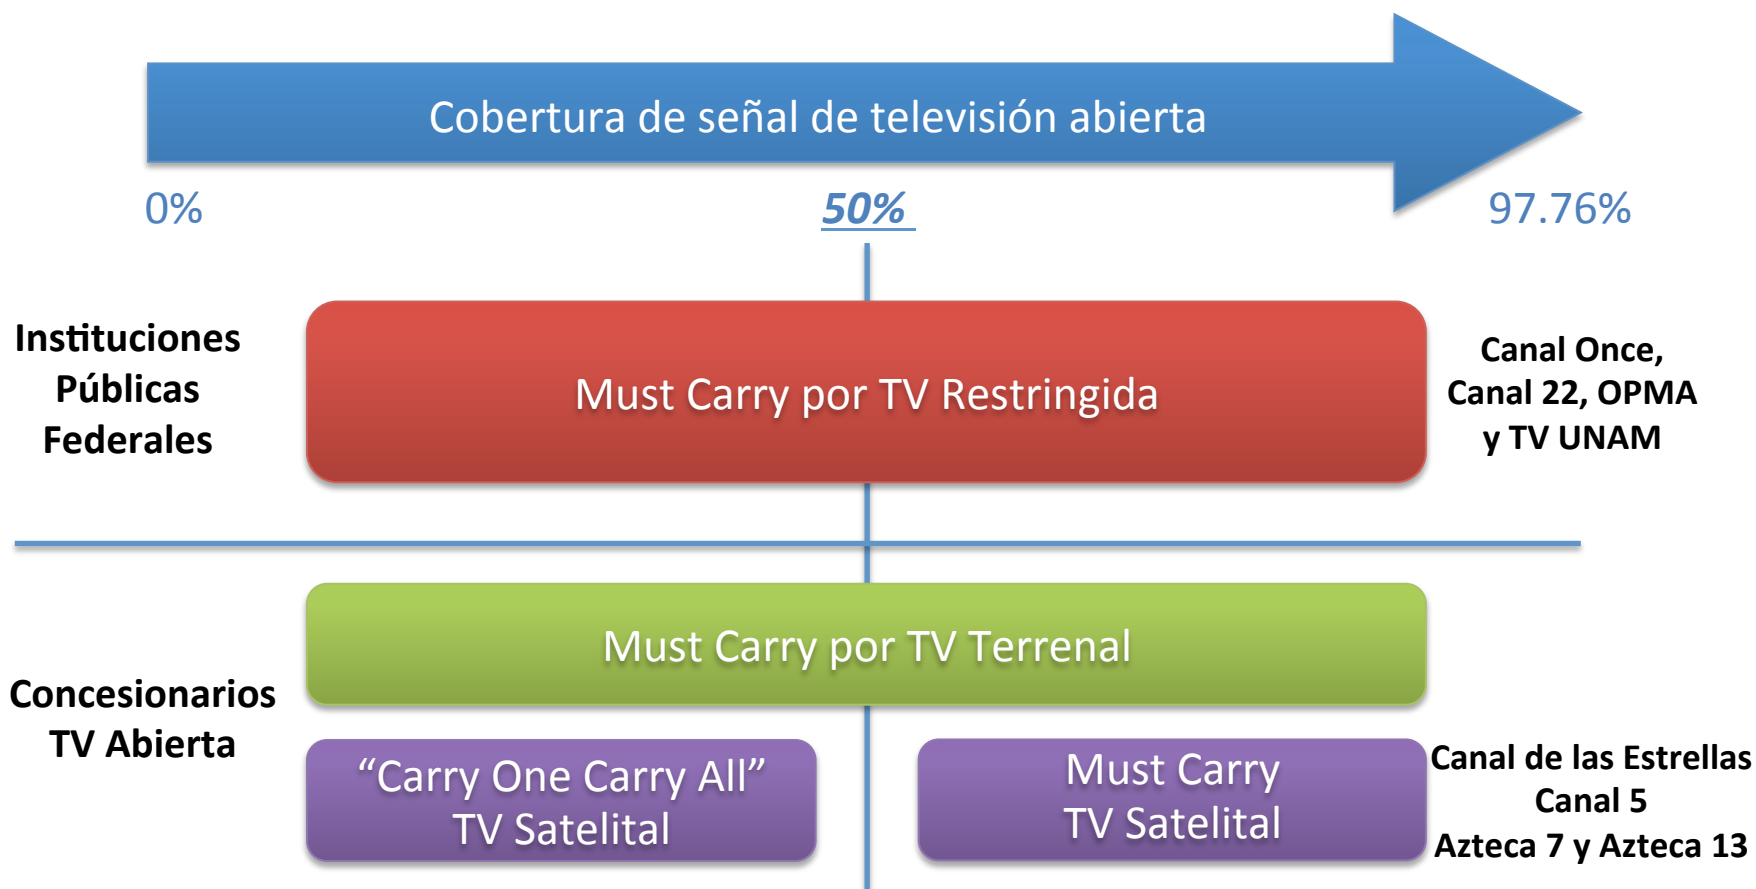 Cobertura de señal de televisión abierta
0%
50%
97.76%
Instituciones
Públicas
Federales
Must Carry por TV Restringida
Canal Once,
Canal 22, OPMA
y TV UNAM
Must Carry por TV Terrenal
Concesionarios
TV Abierta
“Carry One Carry All”
TV Satelital
Must Carry
TV Satelital
Canal de las Estrellas
Canal 5
Azteca 7 y Azteca 13